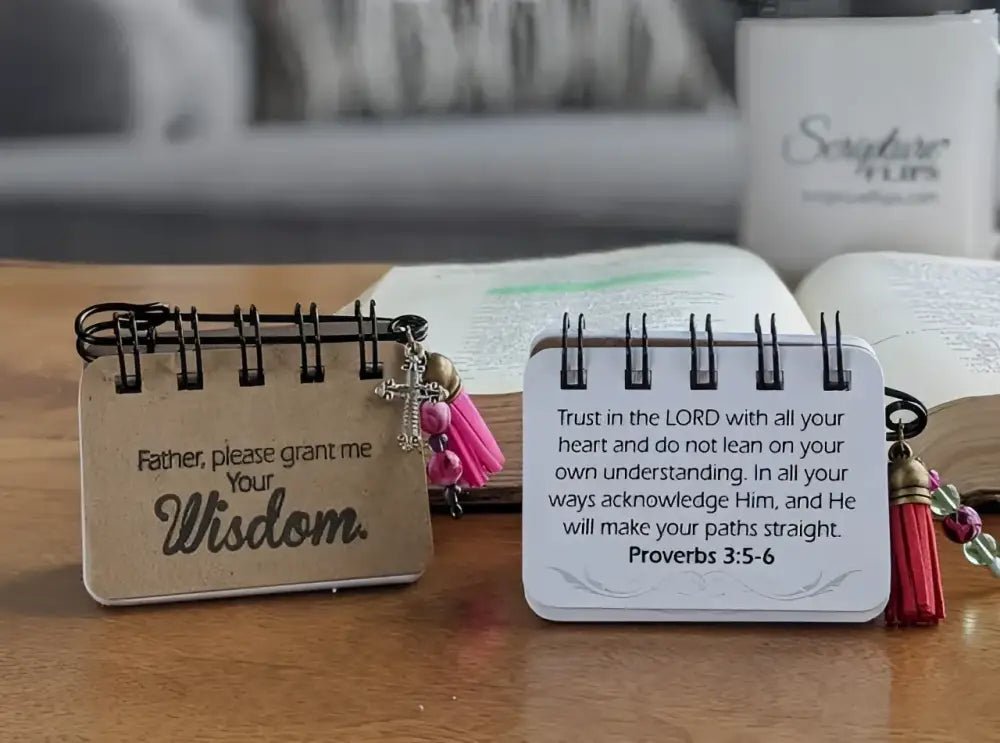 Father, please grant me
Your
Wisdom.
Trust in the LORD with all your
heart and do not lean on your
own understanding. In all your
ways acknowledge Him, and He
will make your paths straight.
Proverbs 3:5-6
Scripture
FLIPS